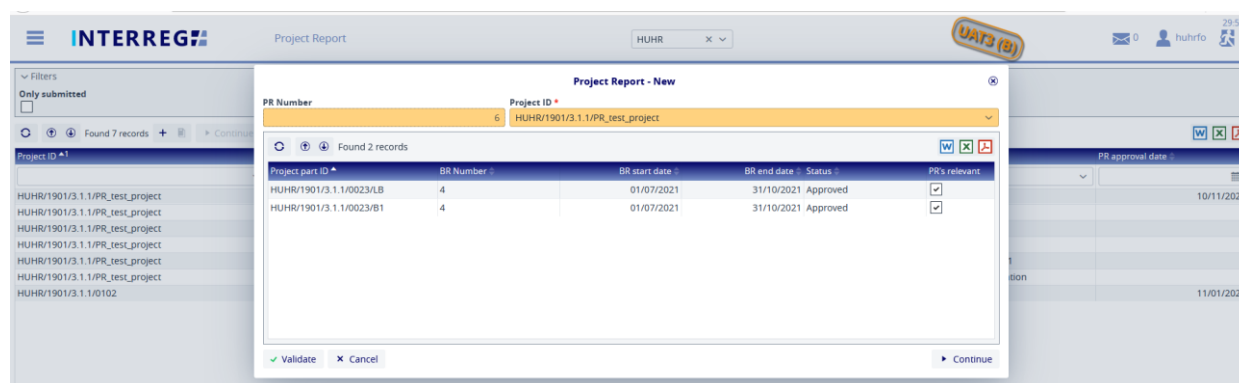 29:5
INTERREG
Project Report
HUHR
UAT3 (B)
0
huhrfo
Filters
Only submitted
Found 7 records
Continue
Project ID
1
PR approval date
HUHR/1901/3.1.1/PR_test_project
10/11/202
HUHR/1901/3.1.1/PR_test_project
HUHR/1901/3.1.1/PR_test_project
HUHR/1901/3.1.1/PR_test_project
HUHR/1901/3.1.1/PR_test_project
HUHR/1901/3.1.1/PR_test_project
HUHR/1901/3.1.1/0102
11/01/202
Project Report - New
PR Number
Project ID *
6
HUHR/1901/3.1.1/PR_test_project
Found 2 records
W X
Project part ID BR Number BR start date BR end date Status PR's relevant
HUHR/1901/3.1.1/0023/LB 4 01/07/2021 31/10/2021 Approved
HUHR/1901/3.1.1/0023/B1 4 01/07/2021 31/10/2021 Approved
Validate Cancel
Continue